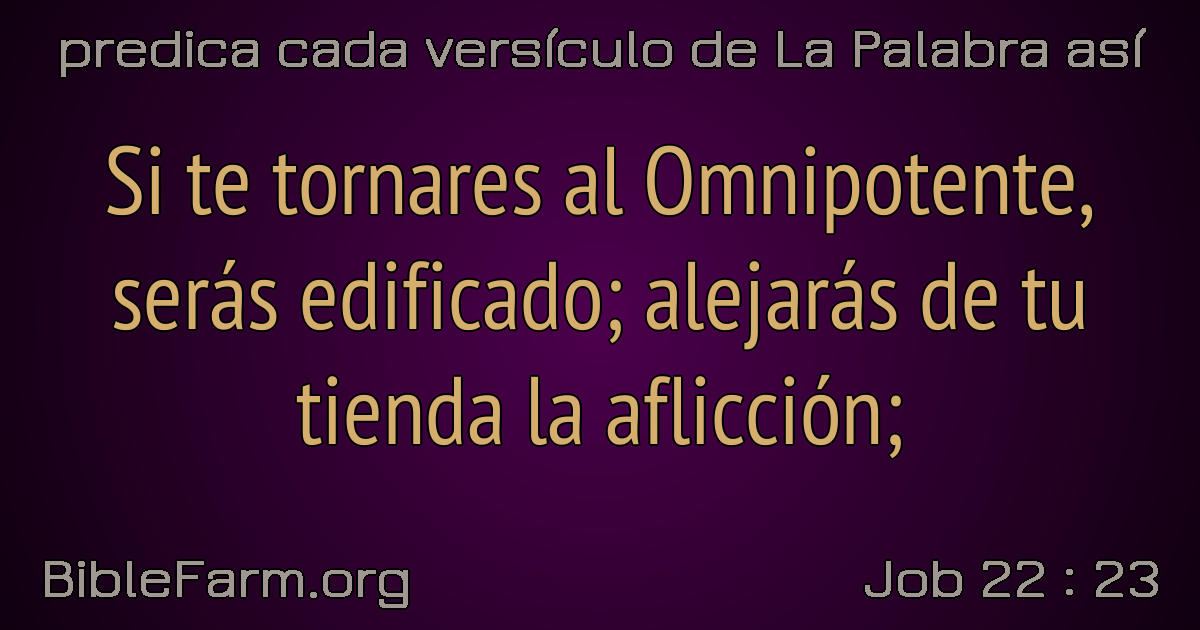 predica cada versículo de La Palabra así
Si te tornares al Omnipotente,
serás edificado; alejarás de tu
tienda la aflicción;
BibleFarm.org
Job 22 : 23